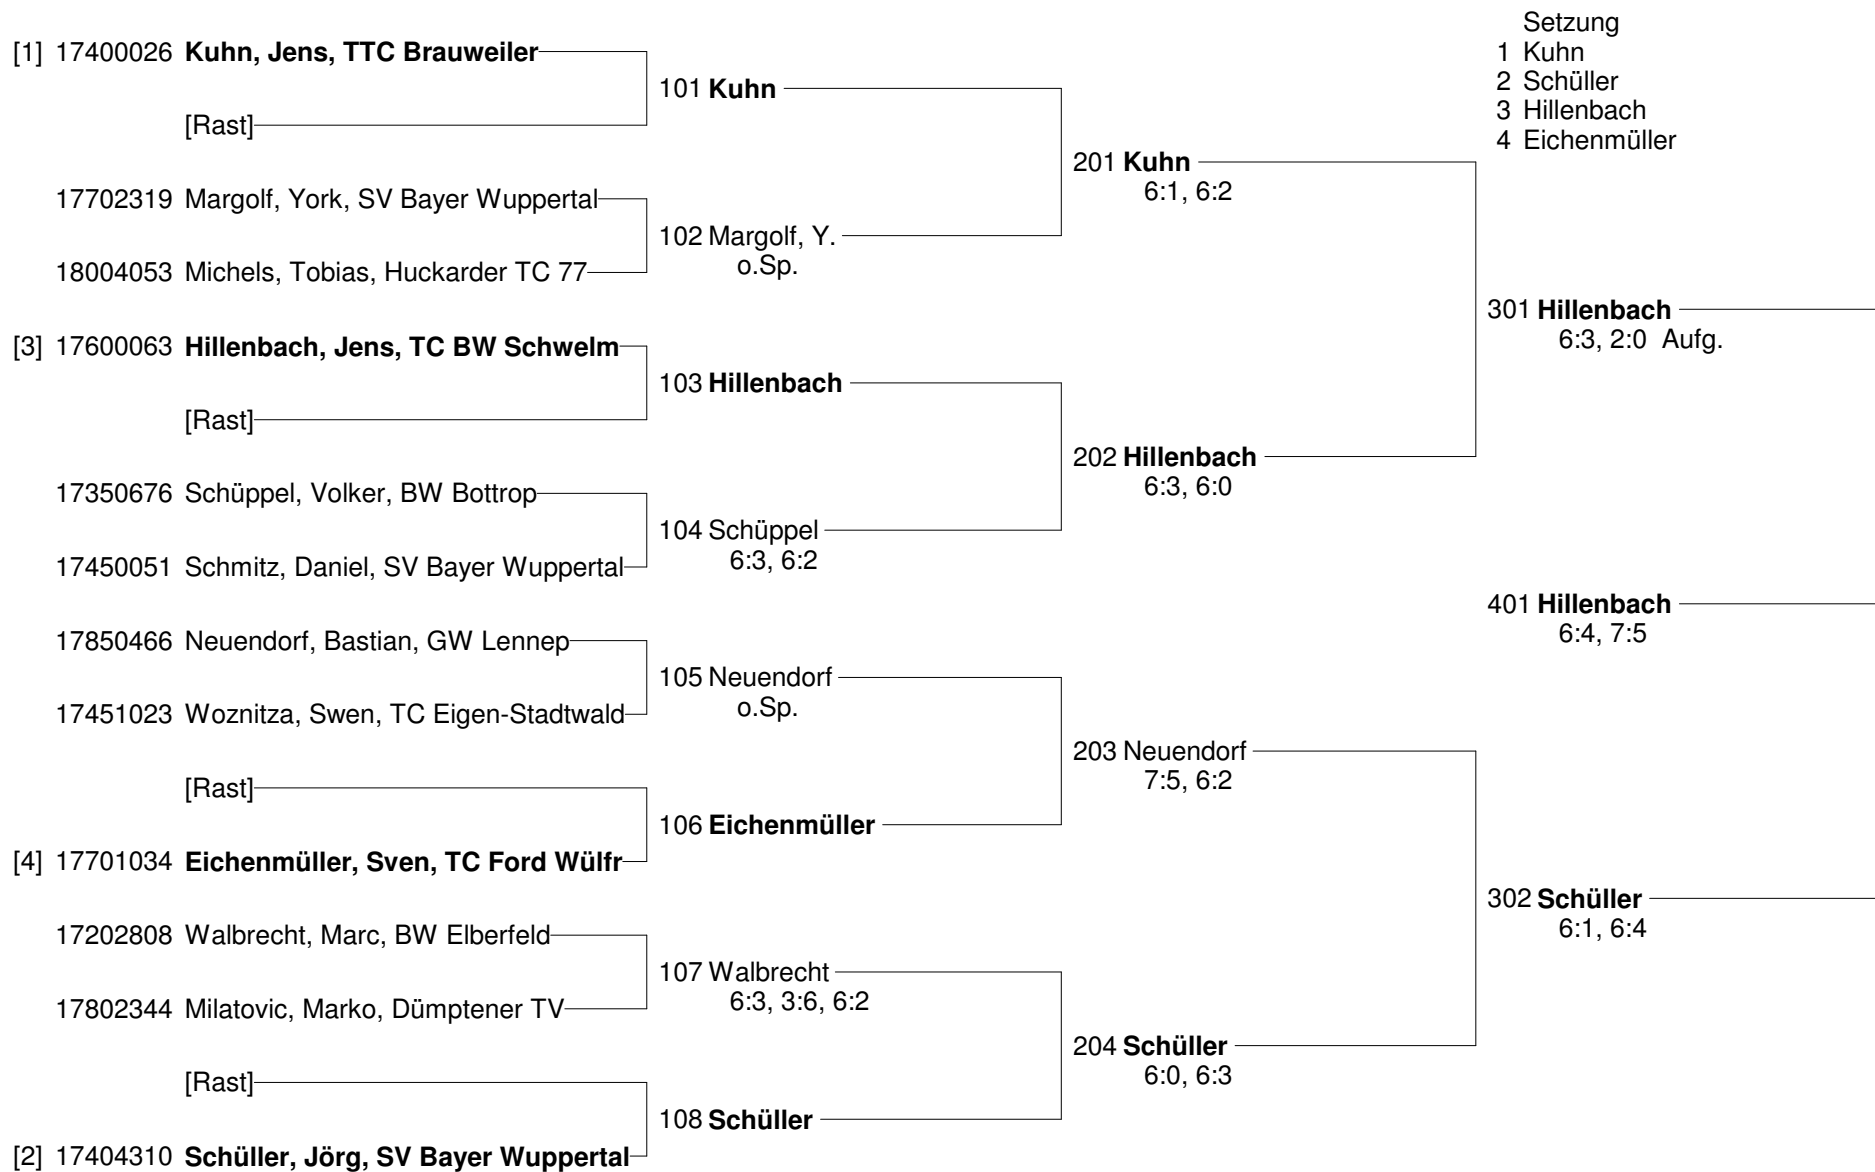 Setzung
1 Kuhn
2 Schüller
3 Hillenbach
4 Eichenmüller
[1] 17400026 Kuhn, Jens, TTC Brauweiler
[Rast]
17702319 Margolf, York, SV Bayer Wuppertal
18004053 Michels, Tobias, Huckarder TC 77
[3] 17600063 Hillenbach, Jens, TC BW Schwelm
[Rast]
17350676 Schüppel, Volker, BW Bottrop
17450051 Schmitz, Daniel, SV Bayer Wuppertal
17850466 Neuendorf, Bastian, GW Lennep
17451023 Woznitza, Swen, TC Eigen-Stadtwald
[Rast]
[4] 17701034 Eichenmüller, Sven, TC Ford Wülfr
17202808 Walbrecht, Marc, BW Elberfeld
17802344 Milatovic, Marko, Dümptener TV
[Rast]
[2] 17404310 Schüller, Jörg, SV Bayer Wuppertal
101 Kuhn
102 Margolf, Y.
o.Sp.
103 Hillenbach
104 Schüppel
6:3, 6:2
105 Neuendorf
o.Sp.
106 Eichenmüller
107 Walbrecht
6:3, 3:6, 6:2
108 Schüller
201 Kuhn
6:1, 6:2
202 Hillenbach
6:3, 6:0
203 Neuendorf
7:5, 6:2
204 Schüller
6:0, 6:3
301 Hillenbach
6:3, 2:0 Aufg.
401 Hillenbach
6:4, 7:5
302 Schüller
6:1, 6:4